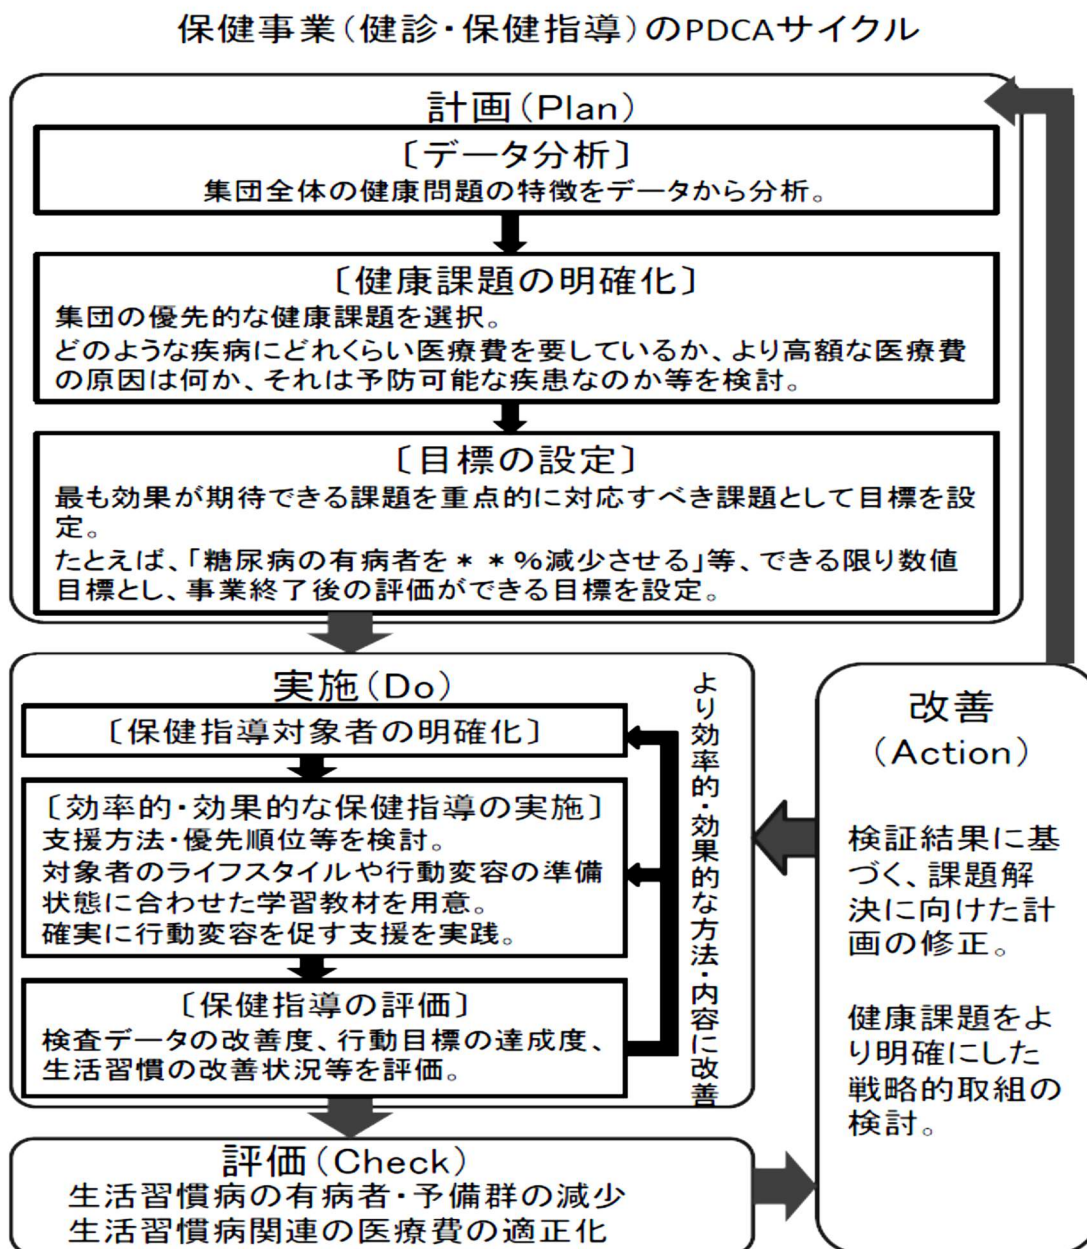 保健事業(健診・保健指導)のPDCAサイクル
計画(Plan)
〔データ分析〕
集団全体の健康問題の特徴をデータから分析。
〔健康課題の明確化〕
集団の優先的な健康課題を選択。
どのような疾病にどれくらい医療費を要しているか、より高額な医療費
の原因は何か、それは予防可能な疾患なのか等を検討。
〔目標の設定〕
最も効果が期待できる課題を重点的に対応すべき課題として目標を設
定。
たとえば、「糖尿病の有病者を＊＊%減少させる」等、できる限り数値
目標とし、事業終了後の評価ができる目標を設定。
実施(Do)
〔保健指導対象者の明確化〕
〔効率的・効果的な保健指導の実施〕
支援方法・優先順位等を検討。
対象者のライフスタイルや行動変容の準備
状態に合わせた学習教材を用意。
確実に行動変容を促す支援を実践。
〔保健指導の評価〕
検査データの改善度、行動目標の達成度、
生活習慣の改善状況等を評価。
より効率的・効果的な方法・内容に改善
評価(Check)
生活習慣病の有病者・予備群の減少
生活習慣病関連の医療費の適正化
改善
(Action)
検証結果に基
づく、課題解
決に向けた計
画の修正。
健康課題をよ
り明確にした
戦略的取組の
検討。